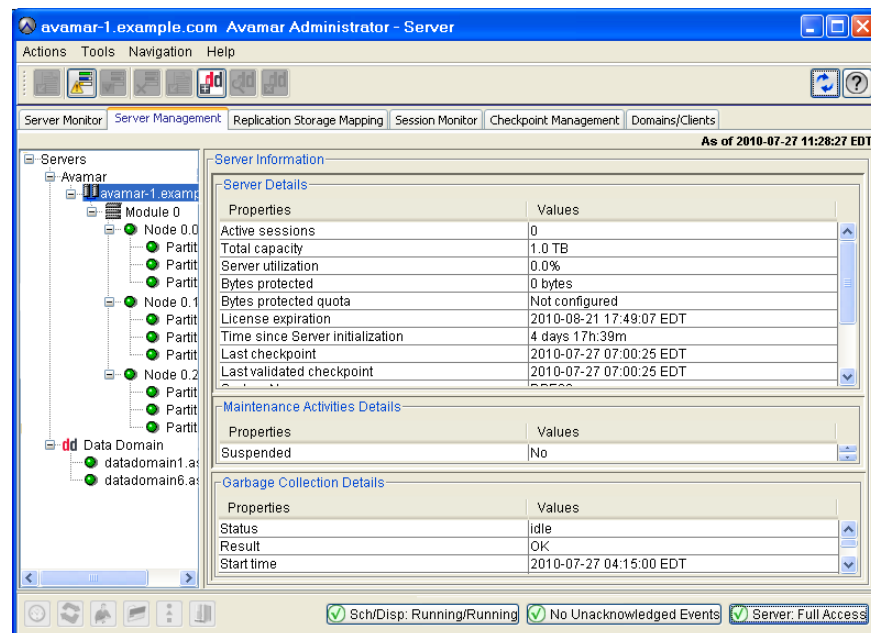 avamar-1.example.com Avamar Administrator - Server
Actions Tools Navigation Help
dd dd dd
Server Monitor Server Management Replication Storage Mapping Session Monitor Checkpoint Management Domains/Clients
As of 2010-07-27 11:28:27 EDT
Servers
Avamar
avamar-1.examp
Module 0
Node 0.0
Partit
Partit
Partit
Node 0.1
Partit
Partit
Partit
Node 0.2
Partit
Partit
Partit
dd Data Domain
datadomain1.as
datadomain6.as
Server Information
Server Details
Properties Values
Active sessions 0
Total capacity 1.0 TB
Server utilization 0.0%
Bytes protected 0 bytes
Bytes protected quota Not configured
License expiration 2010-08-21 17:49:07 EDT
Time since Server initialization 4 days 17h:39m
Last checkpoint 2010-07-27 07:00:25 EDT
Last validated checkpoint 2010-07-27 07:00:25 EDT
Maintenance Activities Details
Properties Values
Suspended No
Garbage Collection Details
Properties Values
Status idle
Result OK
Start time 2010-07-27 04:15:00 EDT
Sch/Disp: Running/Running No Unacknowledged Events Server: Full Access